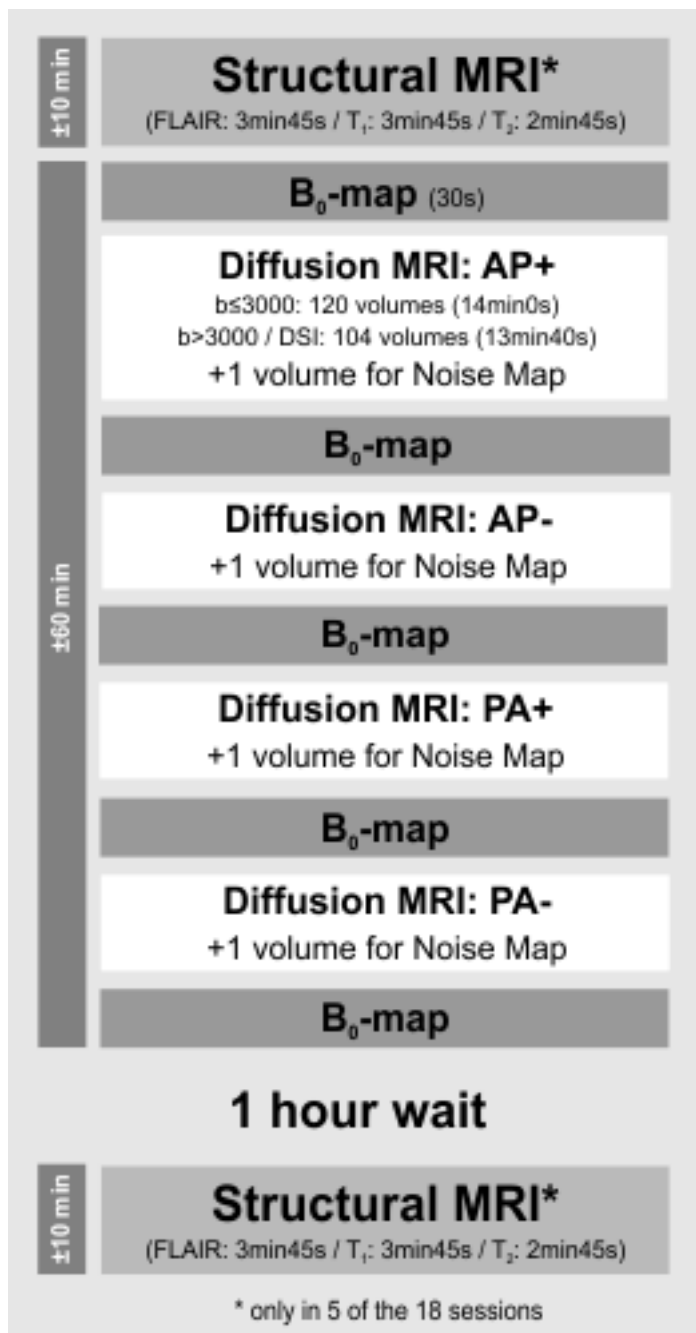 ±10 min
Structural MRI*
(FLAIR: 3min45s / T₁: 3min45s / T₂: 2min45s)
±60 min
B₀-map (30s)
Diffusion MRI: AP+
b≤3000: 120 volumes (14min0s)
b>3000 / DSI: 104 volumes (13min40s)
+1 volume for Noise Map
B₀-map
Diffusion MRI: AP-
+1 volume for Noise Map
B₀-map
Diffusion MRI: PA+
+1 volume for Noise Map
B₀-map
Diffusion MRI: PA-
+1 volume for Noise Map
B₀-map
1 hour wait
±10 min
Structural MRI*
(FLAIR: 3min45s / T₁: 3min45s / T₂: 2min45s)
* only in 5 of the 18 sessions